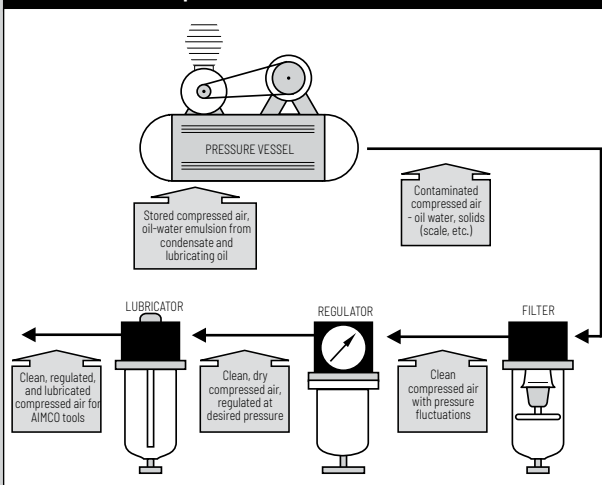 PRESSURE VESSEL
Stored compressed air,
oil-water emulsion from
condensate and
lubricating oil
Contaminated
compressed air
- oil water, solids
(scale, etc.)
LUBRICATOR
REGULATOR
FILTER
Clean, regulated,
and lubricated
compressed air for
AIMCO tools
Clean, dry
compressed air,
regulated at
desired pressure
Clean
compressed air
with pressure
fluctuations